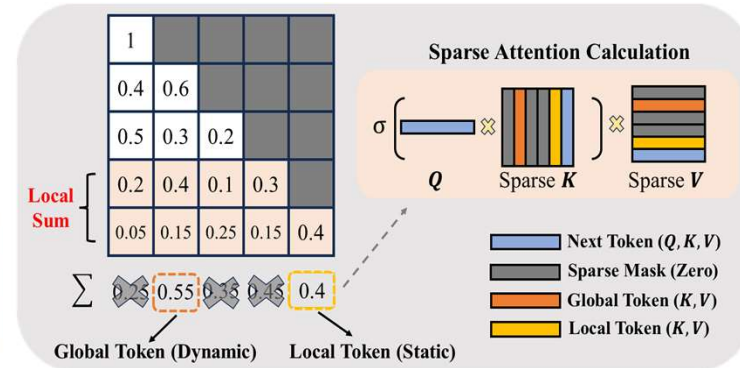 1
0.4 0.6
0.5 0.3 0.2
0.2 0.4 0.1 0.3
0.05 0.15 0.25 0.15 0.4
Local
Sum
∑ 0.25 0.55 0.35 0.45 0.4
Global Token (Dynamic) Local Token (Static)
Sparse Attention Calculation
σ ( × ) ×
Q Sparse K Sparse V
Next Token (Q, K, V)
Sparse Mask (Zero)
Global Token (K, V)
Local Token (K, V)